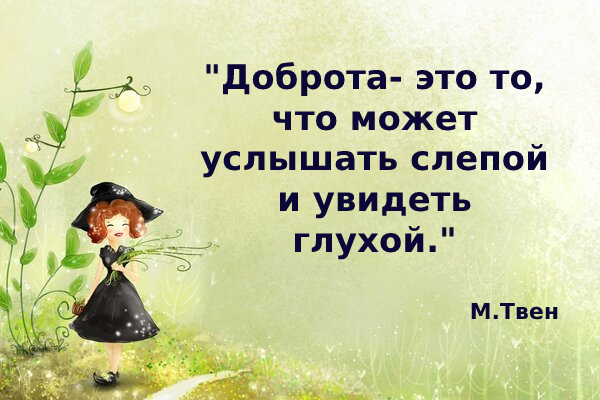 "Доброта- это то,
что может
услышать слепой
и увидеть
глухой."
М.Твен